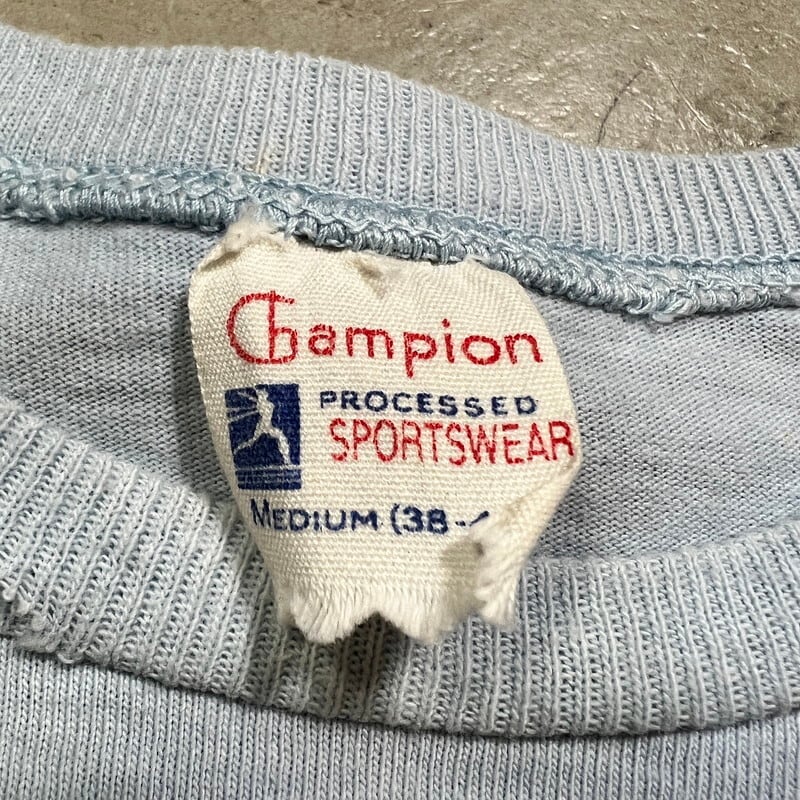 Champion
PROCESSED
SPORTSWEAR
MEDIUM (38-